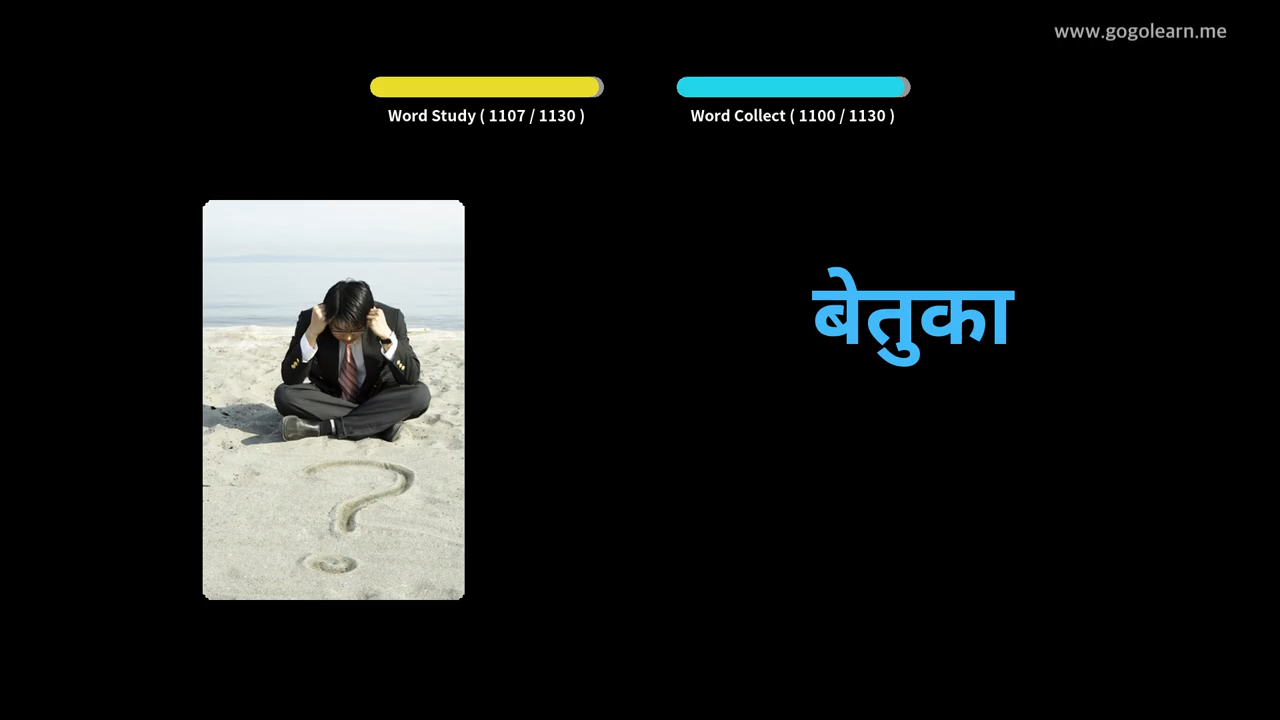 www.gogolearn.me
Word Study ( 1107 / 1130 )
Word Collect ( 1100 / 1130 )
बेतुका
?